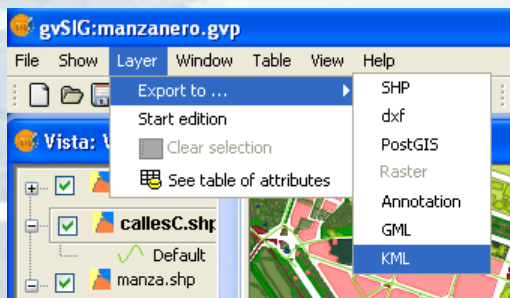 gvSIG:manzanero.gvp
File Show Layer Window Table View Help
Export to ...
Start edition
Clear selection
See table of attributes
SHP
dxf
PostGIS
Raster
Annotation
GML
KML
Vista:
callesC.shp
Default
manza.shp